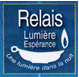 Relais
Lumière
Espérance
Une lumière dans la nuit